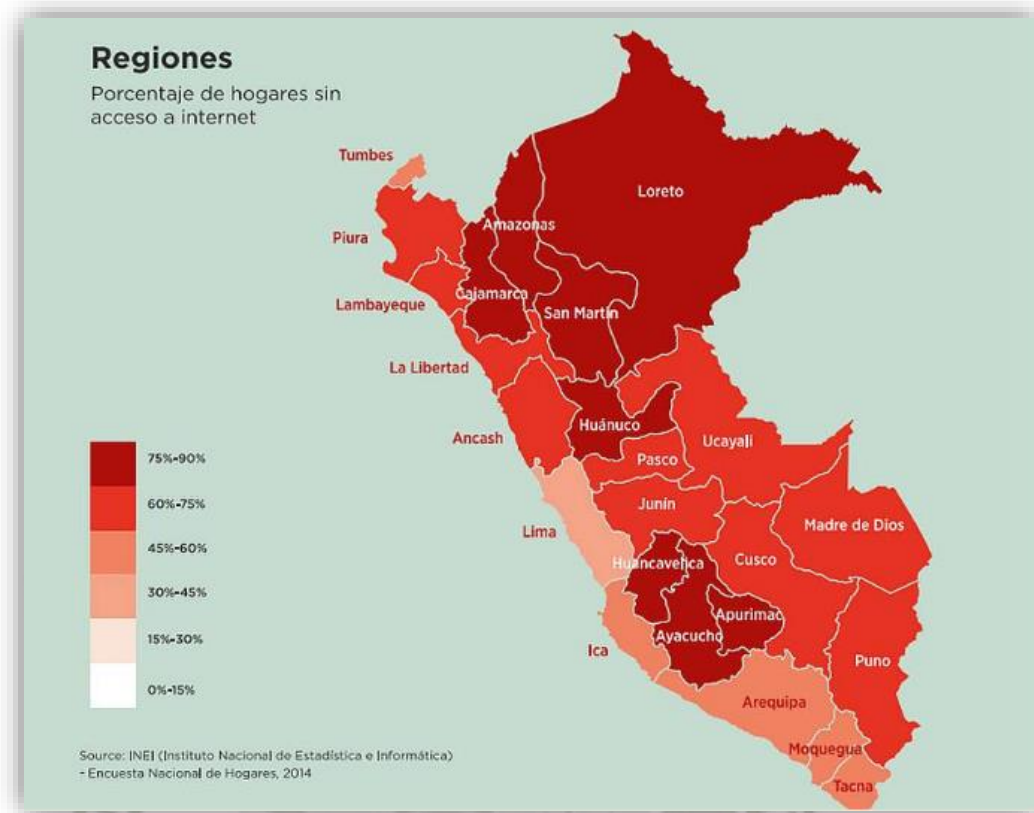 Regiones
Porcentaje de hogares sin
acceso a internet
Tumbes
Loreto
Amazonas
Piura
Cajamarca
Lambayeque
San Martín
La Libertad
Ancash
Huánuco
Ucayali
Pasco
Junín
Lima
Madre de Dios
Cusco
Huancavelica
Apurimac
Ayacucho
Ica
Puno
Arequipa
Moquegua
Tacna
75%-90%
60%-75%
45%-60%
30%-45%
15%-30%
0%-15%
Source: INEI (Instituto Nacional de Estadística e Informática)
- Encuesta Nacional de Hogares, 2014